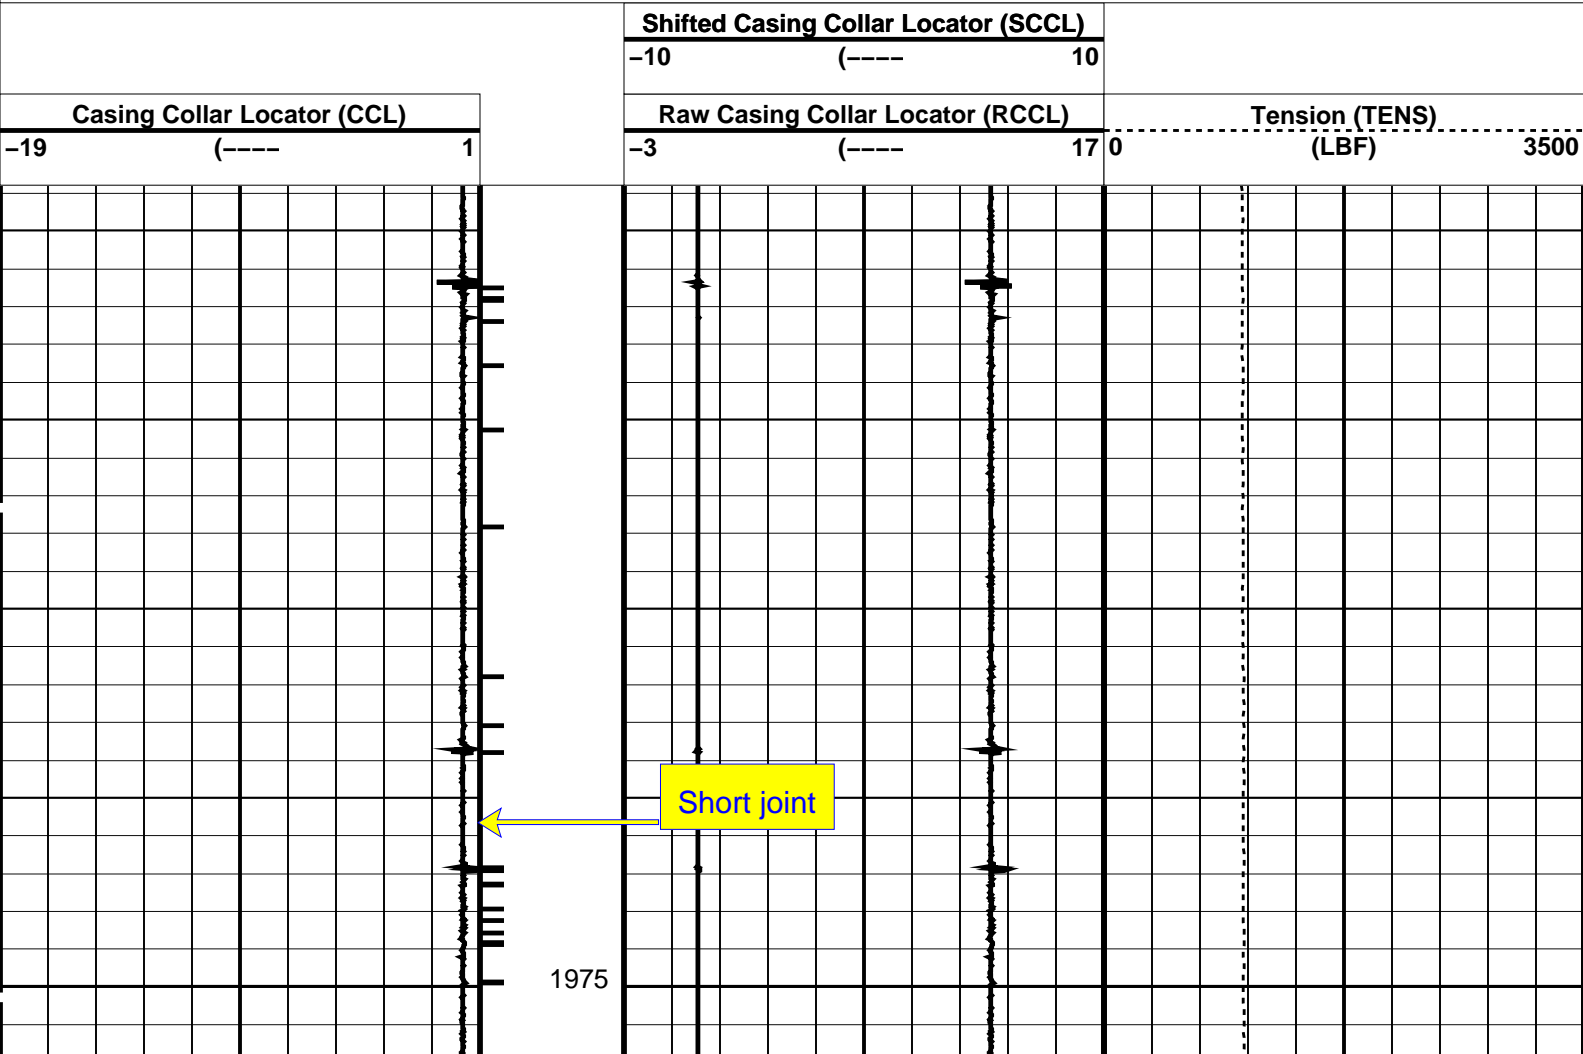 Shifted Casing Collar Locator (SCCL)
−10 (−−−− 10
Casing Collar Locator (CCL)
−19 (−−−− 1
Raw Casing Collar Locator (RCCL)
−3 (−−−− 17
Tension (TENS)
0 (LBF) 3500
Short joint
1975